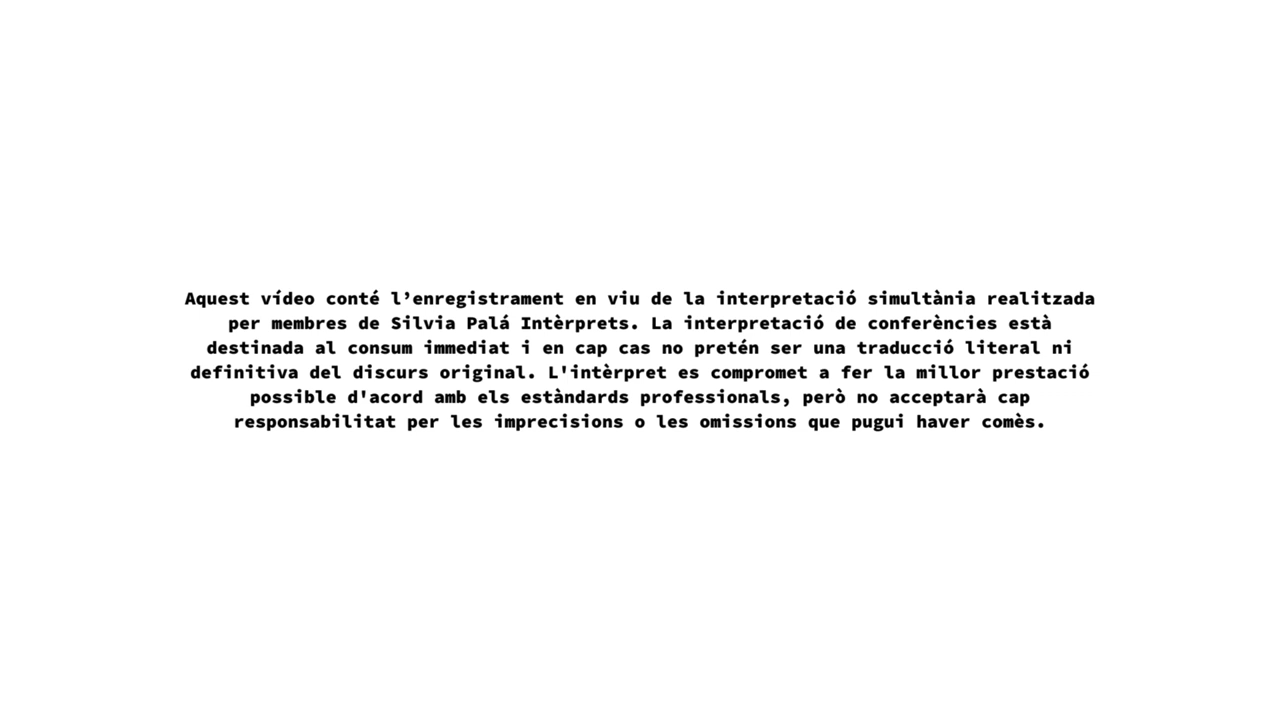 Aquest vídeo conté l’enregistrament en viu de la interpretació simultània realitzada
per membres de Silvia Palá Intèrprets. La interpretació de conferències està
destinada al consum immediat i en cap cas no pretén ser una traducció literal ni
definitiva del discurs original. L'intèrpret es compromet a fer la millor prestació
possible d'acord amb els estàndards professionals, però no acceptarà cap
responsabilitat per les imprecisions o les omissions que pugui haver comès.